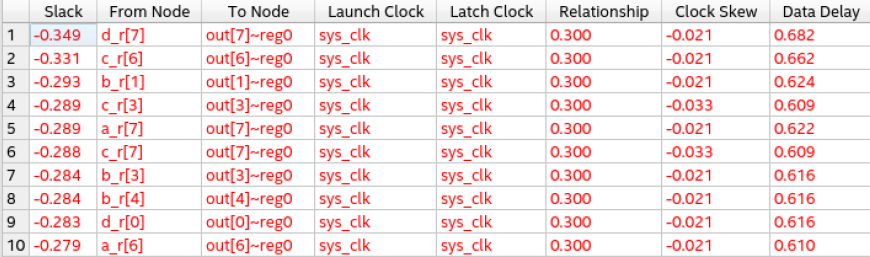 Slack From Node To Node Launch Clock Latch Clock Relationship Clock Skew Data Delay
1 -0.349 d_r[7] out[7]~reg0 sys_clk sys_clk 0.300 -0.021 0.682
2 -0.331 c_r[6] out[6]~reg0 sys_clk sys_clk 0.300 -0.021 0.662
3 -0.293 b_r[1] out[1]~reg0 sys_clk sys_clk 0.300 -0.021 0.624
4 -0.289 c_r[3] out[3]~reg0 sys_clk sys_clk 0.300 -0.033 0.609
5 -0.289 a_r[7] out[7]~reg0 sys_clk sys_clk 0.300 -0.021 0.622
6 -0.288 c_r[7] out[7]~reg0 sys_clk sys_clk 0.300 -0.033 0.609
7 -0.284 b_r[3] out[3]~reg0 sys_clk sys_clk 0.300 -0.021 0.616
8 -0.284 b_r[4] out[4]~reg0 sys_clk sys_clk 0.300 -0.021 0.616
9 -0.283 d_r[0] out[0]~reg0 sys_clk sys_clk 0.300 -0.021 0.616
10 -0.279 a_r[6] out[6]~reg0 sys_clk sys_clk 0.300 -0.021 0.610